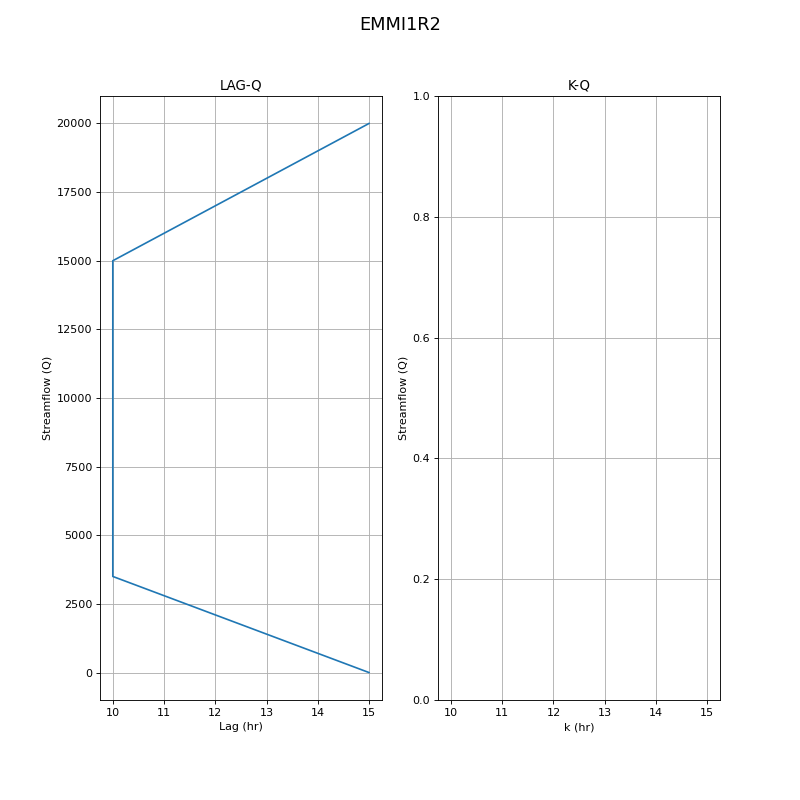 EMMI1R2
LAG-Q
20000
17500
15000
12500
10000
7500
5000
2500
0
Streamflow (Q)
10 11 12 13 14 15
Lag (hr)
K-Q
1.0
0.8
0.6
0.4
0.2
0.0
Streamflow (Q)
10 11 12 13 14 15
k (hr)